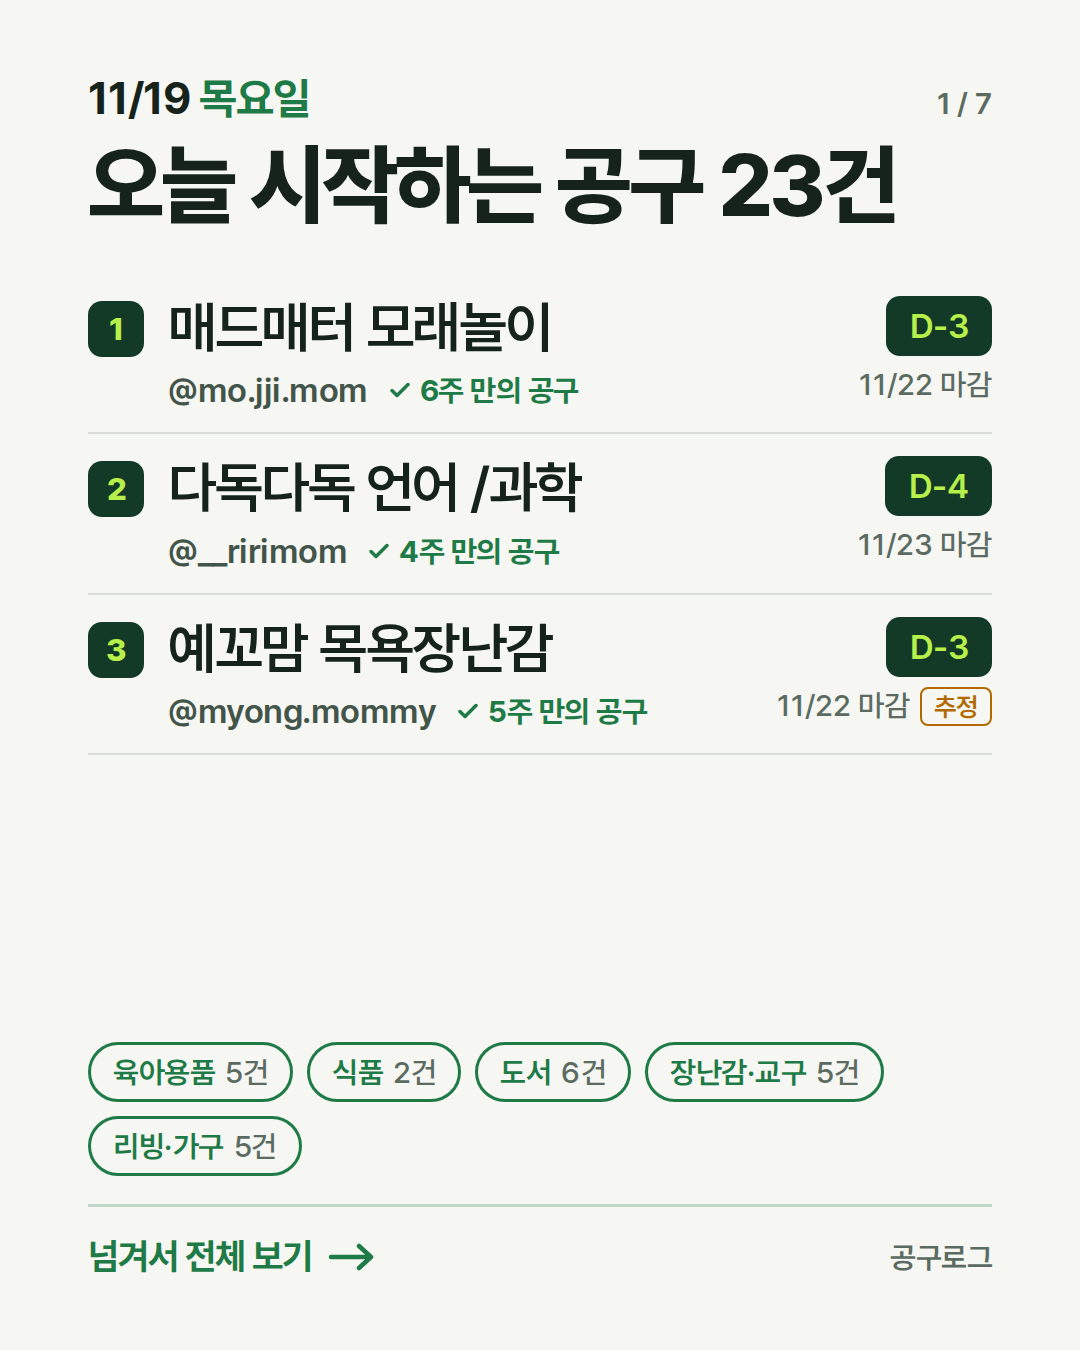 11/19 목요일
1 / 7
오늘 시작하는 공구 23건
1 매드매터 모래놀이 D-3
@mo.jji.mom ✓ 6주 만의 공구 11/22 마감
2 다독다독 언어 /과학 D-4
@__ririmom ✓ 4주 만의 공구 11/23 마감
3 예꼬맘 목욕장난감 D-3
@myong.mommy ✓ 5주 만의 공구 11/22 마감 추정
육아용품 5건 식품 2건 도서 6건 장난감·교구 5건
리빙·가구 5건
넘겨서 전체 보기 →
공구로그